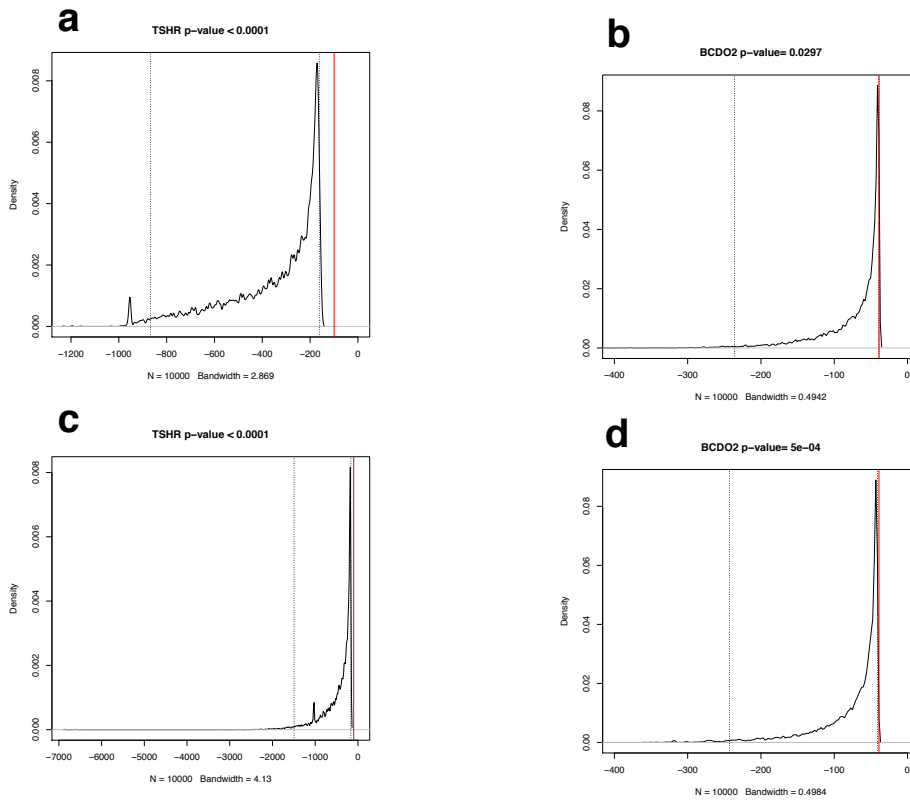 a
TSHR p−value < 0.0001
Density
0.000 0.002 0.004 0.006 0.008
−1200 −1000 −800 −600 −400 −200 0
N = 10000 Bandwidth = 2.869
b
BCDO2 p−value= 0.0297
Density
0.00 0.02 0.04 0.06 0.08
−400 −300 −200 −100 0
N = 10000 Bandwidth = 0.4942
c
TSHR p−value < 0.0001
Density
0.000 0.002 0.004 0.006 0.008
−7000 −6000 −5000 −4000 −3000 −2000 −1000 0
N = 10000 Bandwidth = 4.13
d
BCDO2 p−value= 5e−04
Density
0.00 0.02 0.04 0.06 0.08
−400 −300 −200 −100 0
N = 10000 Bandwidth = 0.4984